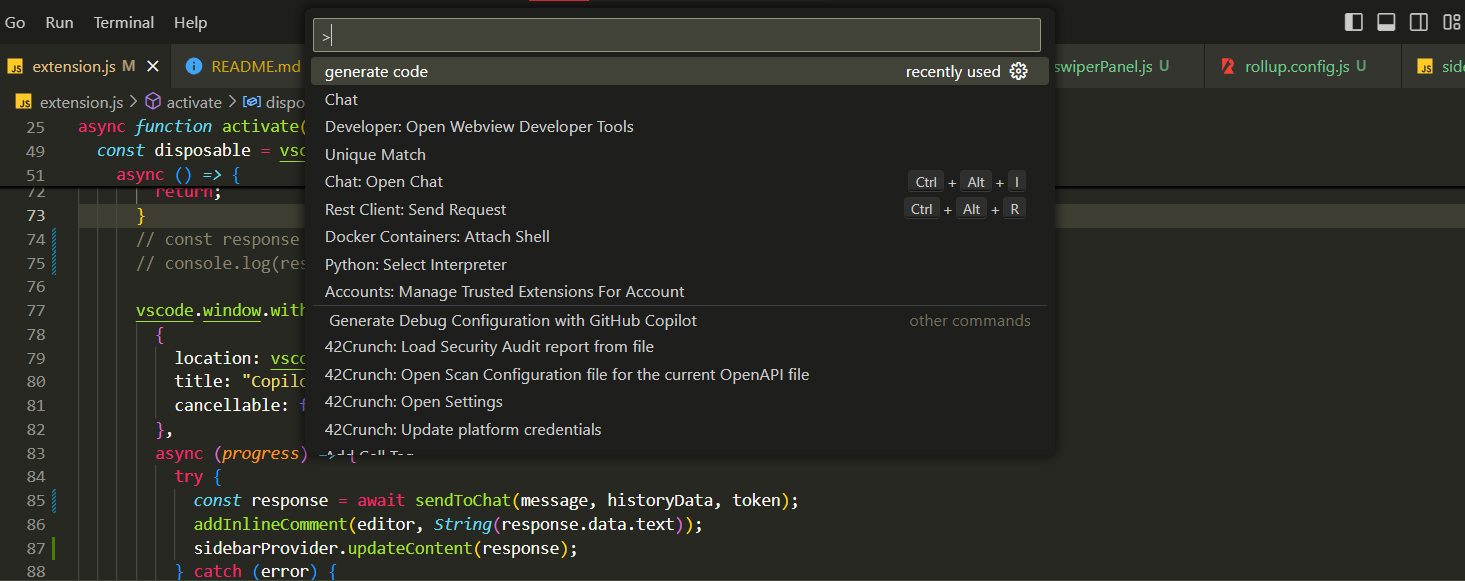 Go Run Terminal Help
>
extension.js M README.md swiperPanel.js U rollup.config.js U
extension.js > activate >
generate code recently used
Chat
Developer: Open Webview Developer Tools
Unique Match
Chat: Open Chat Ctrl + Alt + I
Rest Client: Send Request Ctrl + Alt + R
Docker Containers: Attach Shell
Python: Select Interpreter
Accounts: Manage Trusted Extensions For Account
Generate Debug Configuration with GitHub Copilot other commands
42Crunch: Load Security Audit report from file
42Crunch: Open Scan Configuration file for the current OpenAPI file
42Crunch: Open Settings
42Crunch: Update platform credentials
Add Cell Tag
25 async function activate(
49 const disposable = vsc
51 async () => {
72 return;
73 }
74 // const response
75 // console.log(res
76
77 vscode.window.with
78 {
79 location: vsco
80 title: "Copilo
81 cancellable: f
82 },
83 async (progress) => {
84 try {
85 const response = await sendToChat(message, historyData, token);
86 addInlineComment(editor, String(response.data.text));
87 sidebarProvider.updateContent(response);
88 } catch (error) {